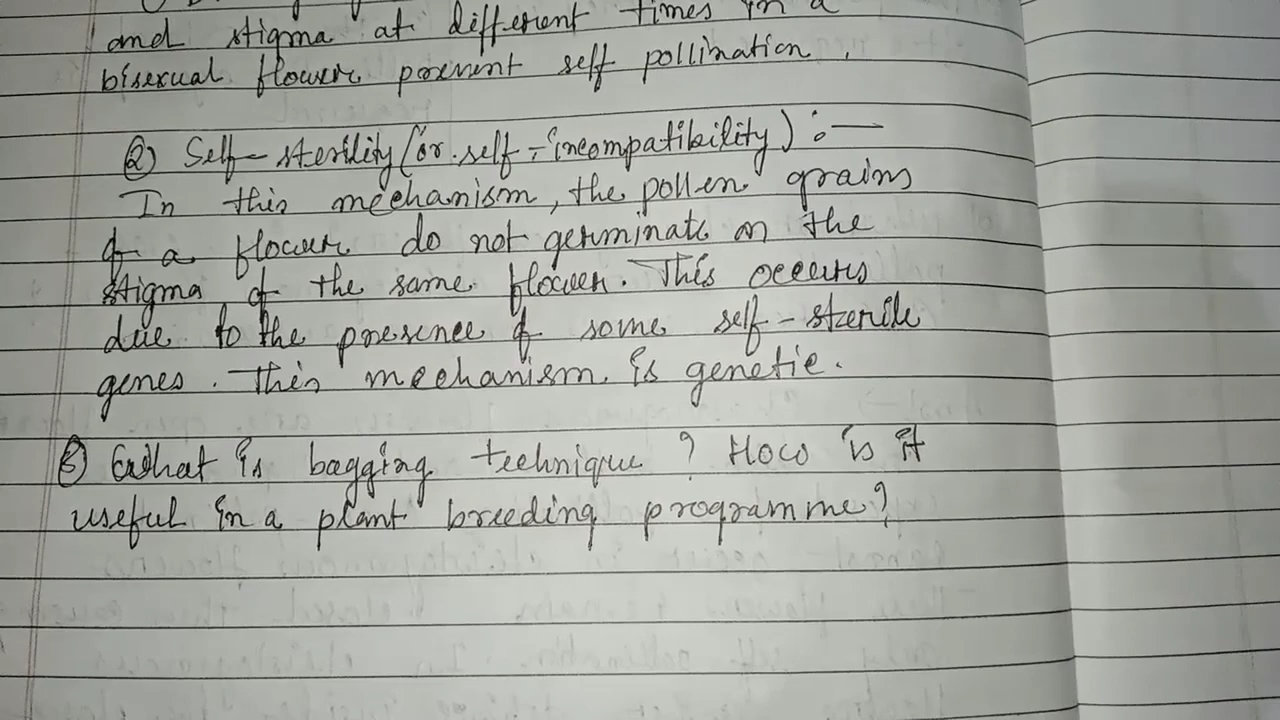 and stigma at different times in a
bisexual flower prevent self pollination.
(2) Self-sterility (or self-incompatibility) :—
In this mechanism, the pollen grains
of a flower do not germinate on the
stigma of the same flower. This occurs
due to the presence of some self-sterile
genes. This mechanism is genetic.
What is bagging technique? How is it
useful in a plant breeding programme?